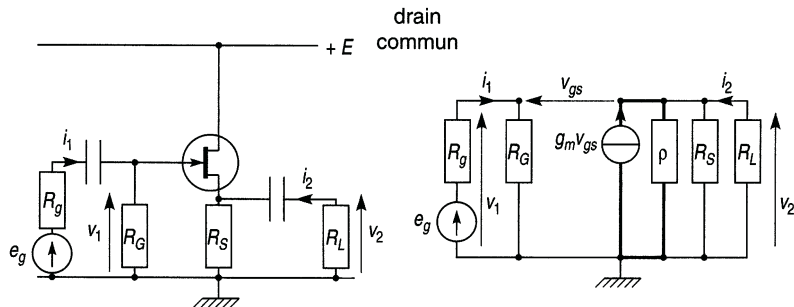 drain
commun
+ E
i1
Rg
eg
v1
RG
RS
i2
RL
v2
i1
vgs
i2
Rg
RG
gmvgs
ρ
RS
RL
v1
v2
eg